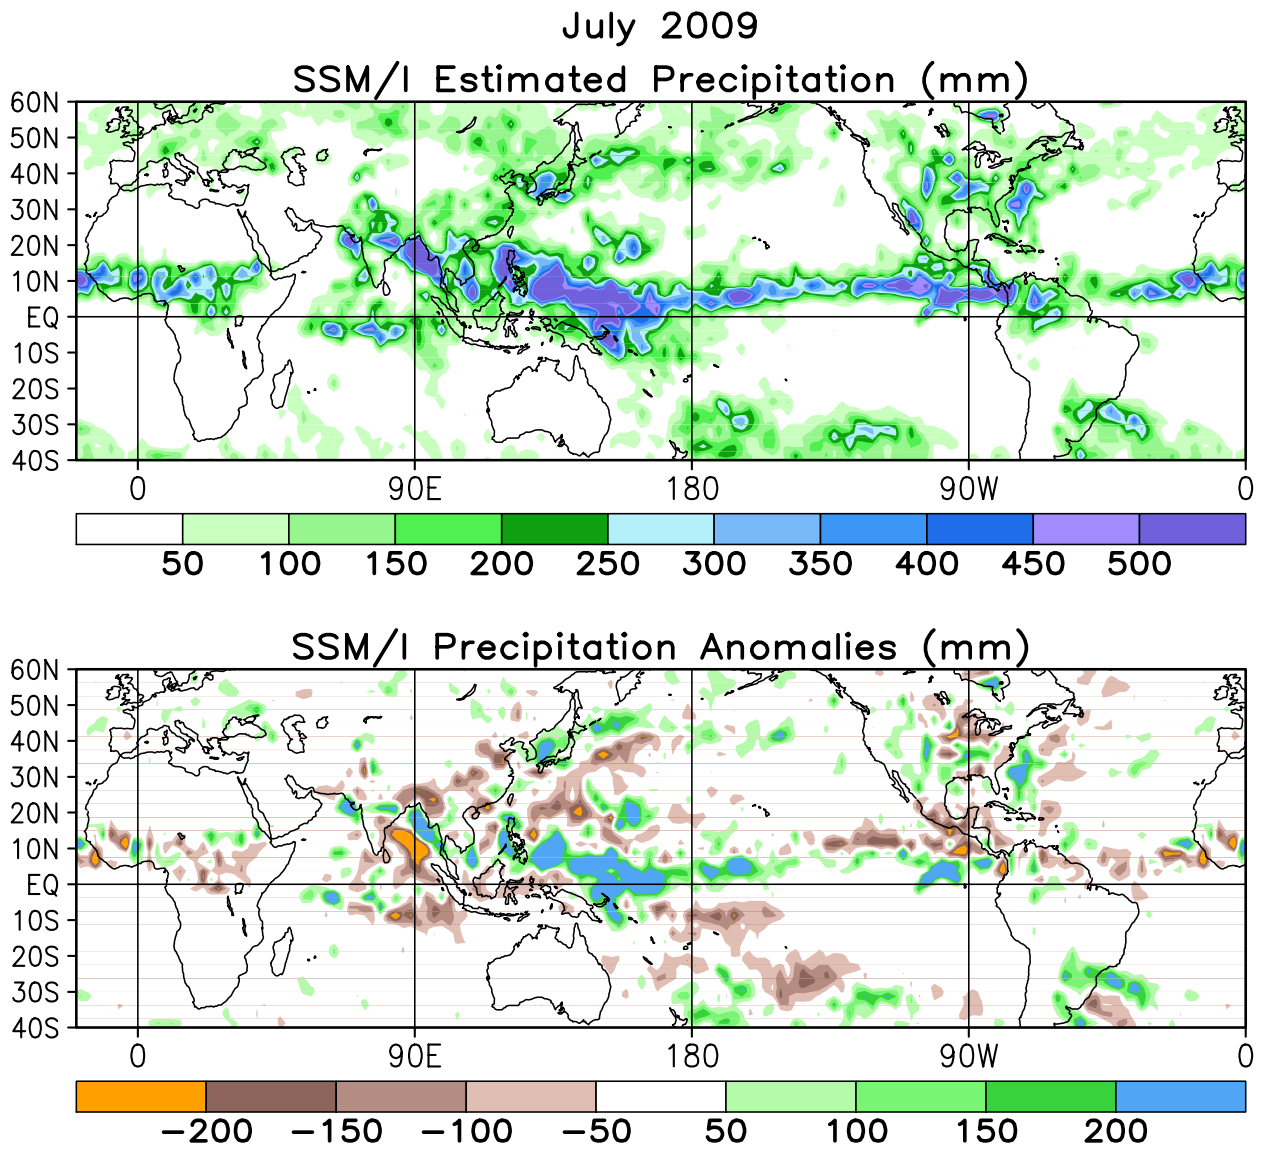 July 2009
SSM/I Estimated Precipitation (mm)
60N
50N
40N
30N
20N
10N
EQ
10S
20S
30S
40S
0 90E 180 90W 0
50 100 150 200 250 300 350 400 450 500
SSM/I Precipitation Anomalies (mm)
60N
50N
40N
30N
20N
10N
EQ
10S
20S
30S
40S
0 90E 180 90W 0
−200 −150 −100 −50 50 100 150 200